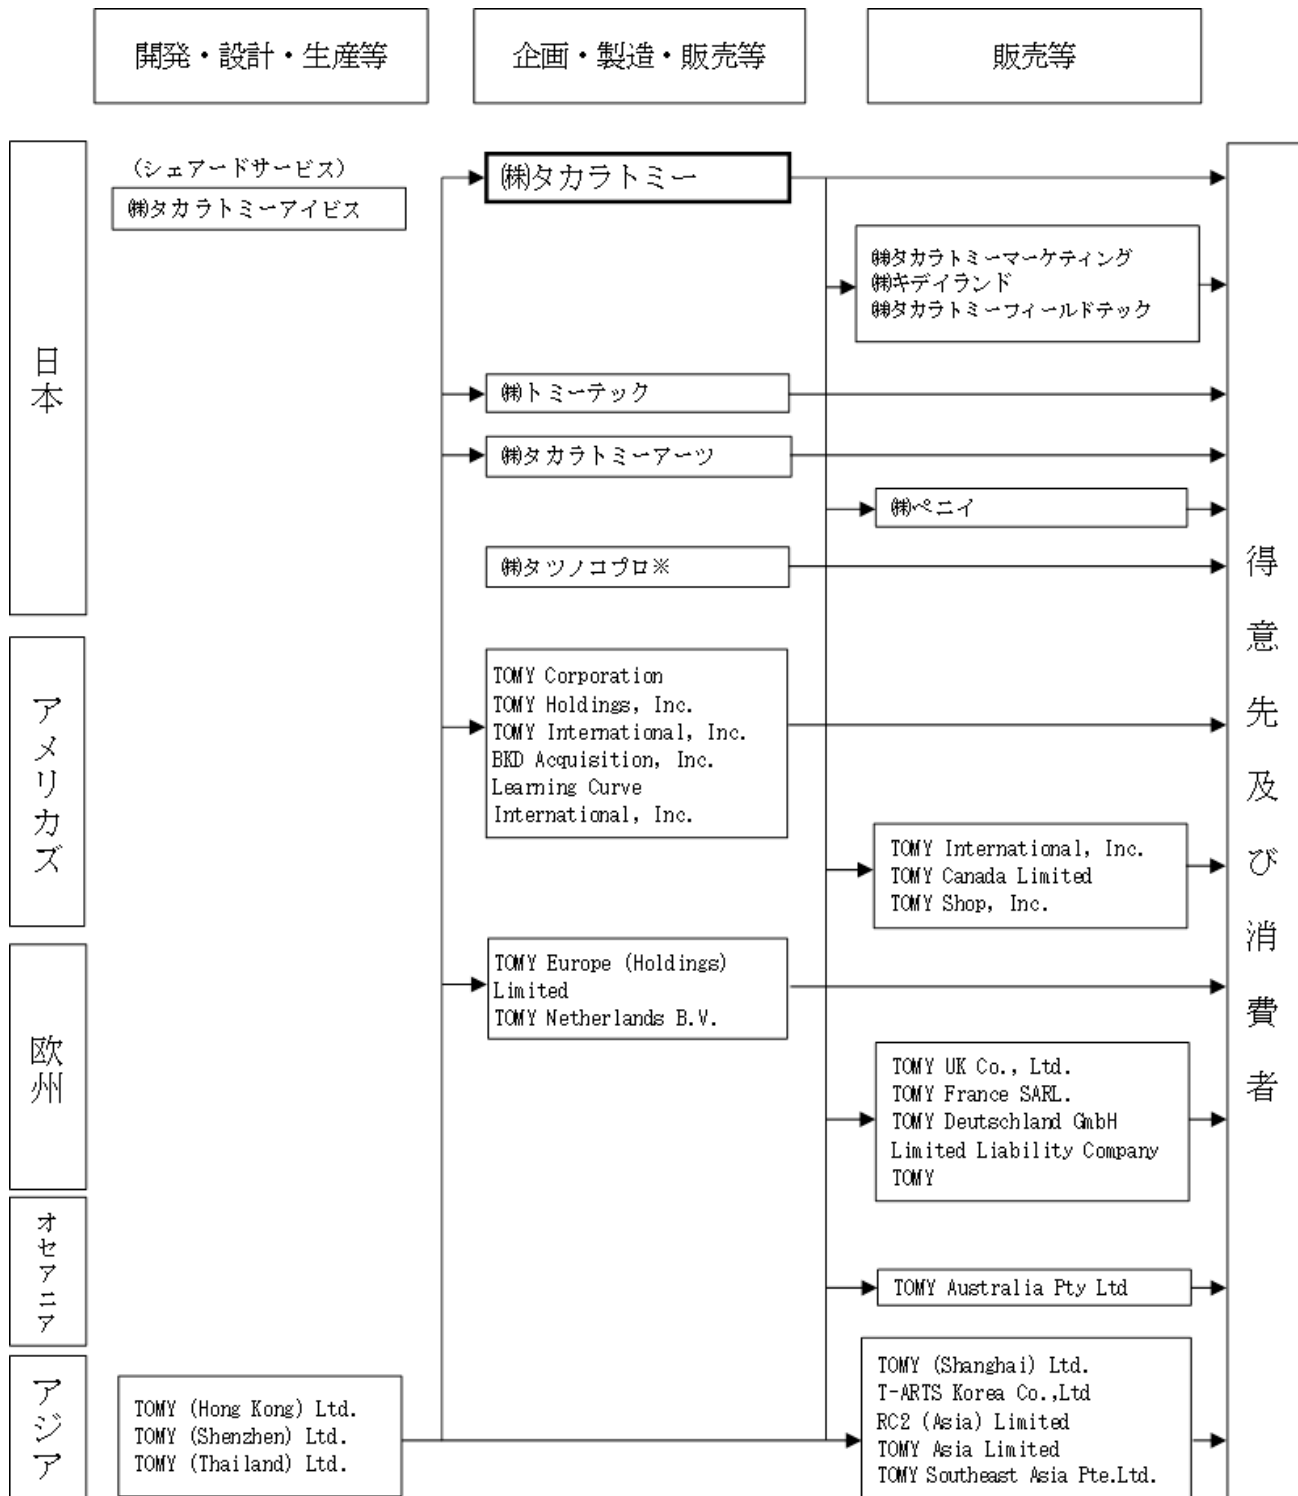 開発・設計・生産等
企画・製造・販売等
販売等
日本
(シェアードサービス)
㈱タカラトミーアイビス
㈱タカラトミー
㈱タカラトミーマーケティング
㈱キデイランド
㈱タカラトミーフィールドテック
㈱トミーテック
㈱タカラトミーアーツ
㈱ペニイ
㈱タツノコプロ※
アメリカズ
TOMY Corporation
TOMY Holdings, Inc.
TOMY International, Inc.
BKD Acquisition, Inc.
Learning Curve
International, Inc.
TOMY International, Inc.
TOMY Canada Limited
TOMY Shop, Inc.
欧州
TOMY Europe (Holdings)
Limited
TOMY Netherlands B.V.
TOMY UK Co., Ltd.
TOMY France SARL.
TOMY Deutschland GmbH
Limited Liability Company
TOMY
オセアニア
TOMY Australia Pty Ltd
アジア
TOMY (Hong Kong) Ltd.
TOMY (Shenzhen) Ltd.
TOMY (Thailand) Ltd.
TOMY (Shanghai) Ltd.
T-ARTS Korea Co.,Ltd
RC2 (Asia) Limited
TOMY Asia Limited
TOMY Southeast Asia Pte.Ltd.
得意先及び消費者